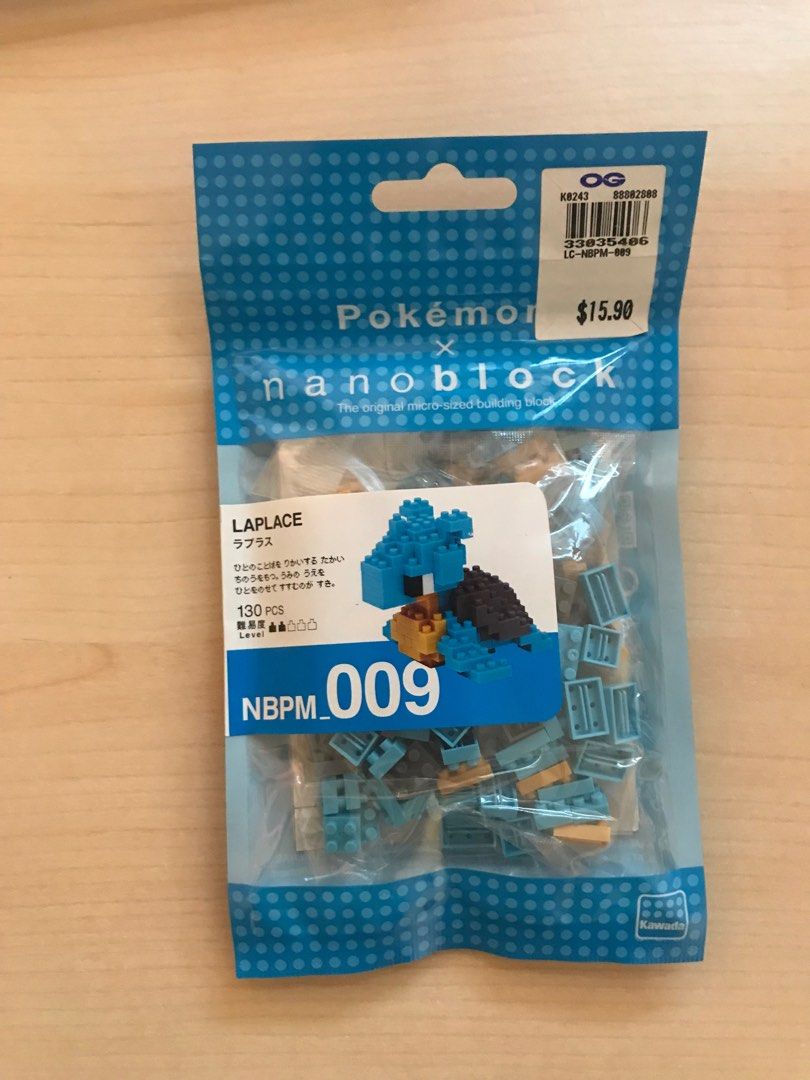 OG
K0243 88802808
33035406
LC-NBPM-009
$15.90
Pokémon
×
nanoblock
The original micro-sized building block
LAPLACE
ラプラス
ひとのことばを りかいする たかい
ちのうをもつ。うみの うえを
ひとをのせて すすむのが すき。
130 PCS
難易度
Level
NBPM_009
Kawada